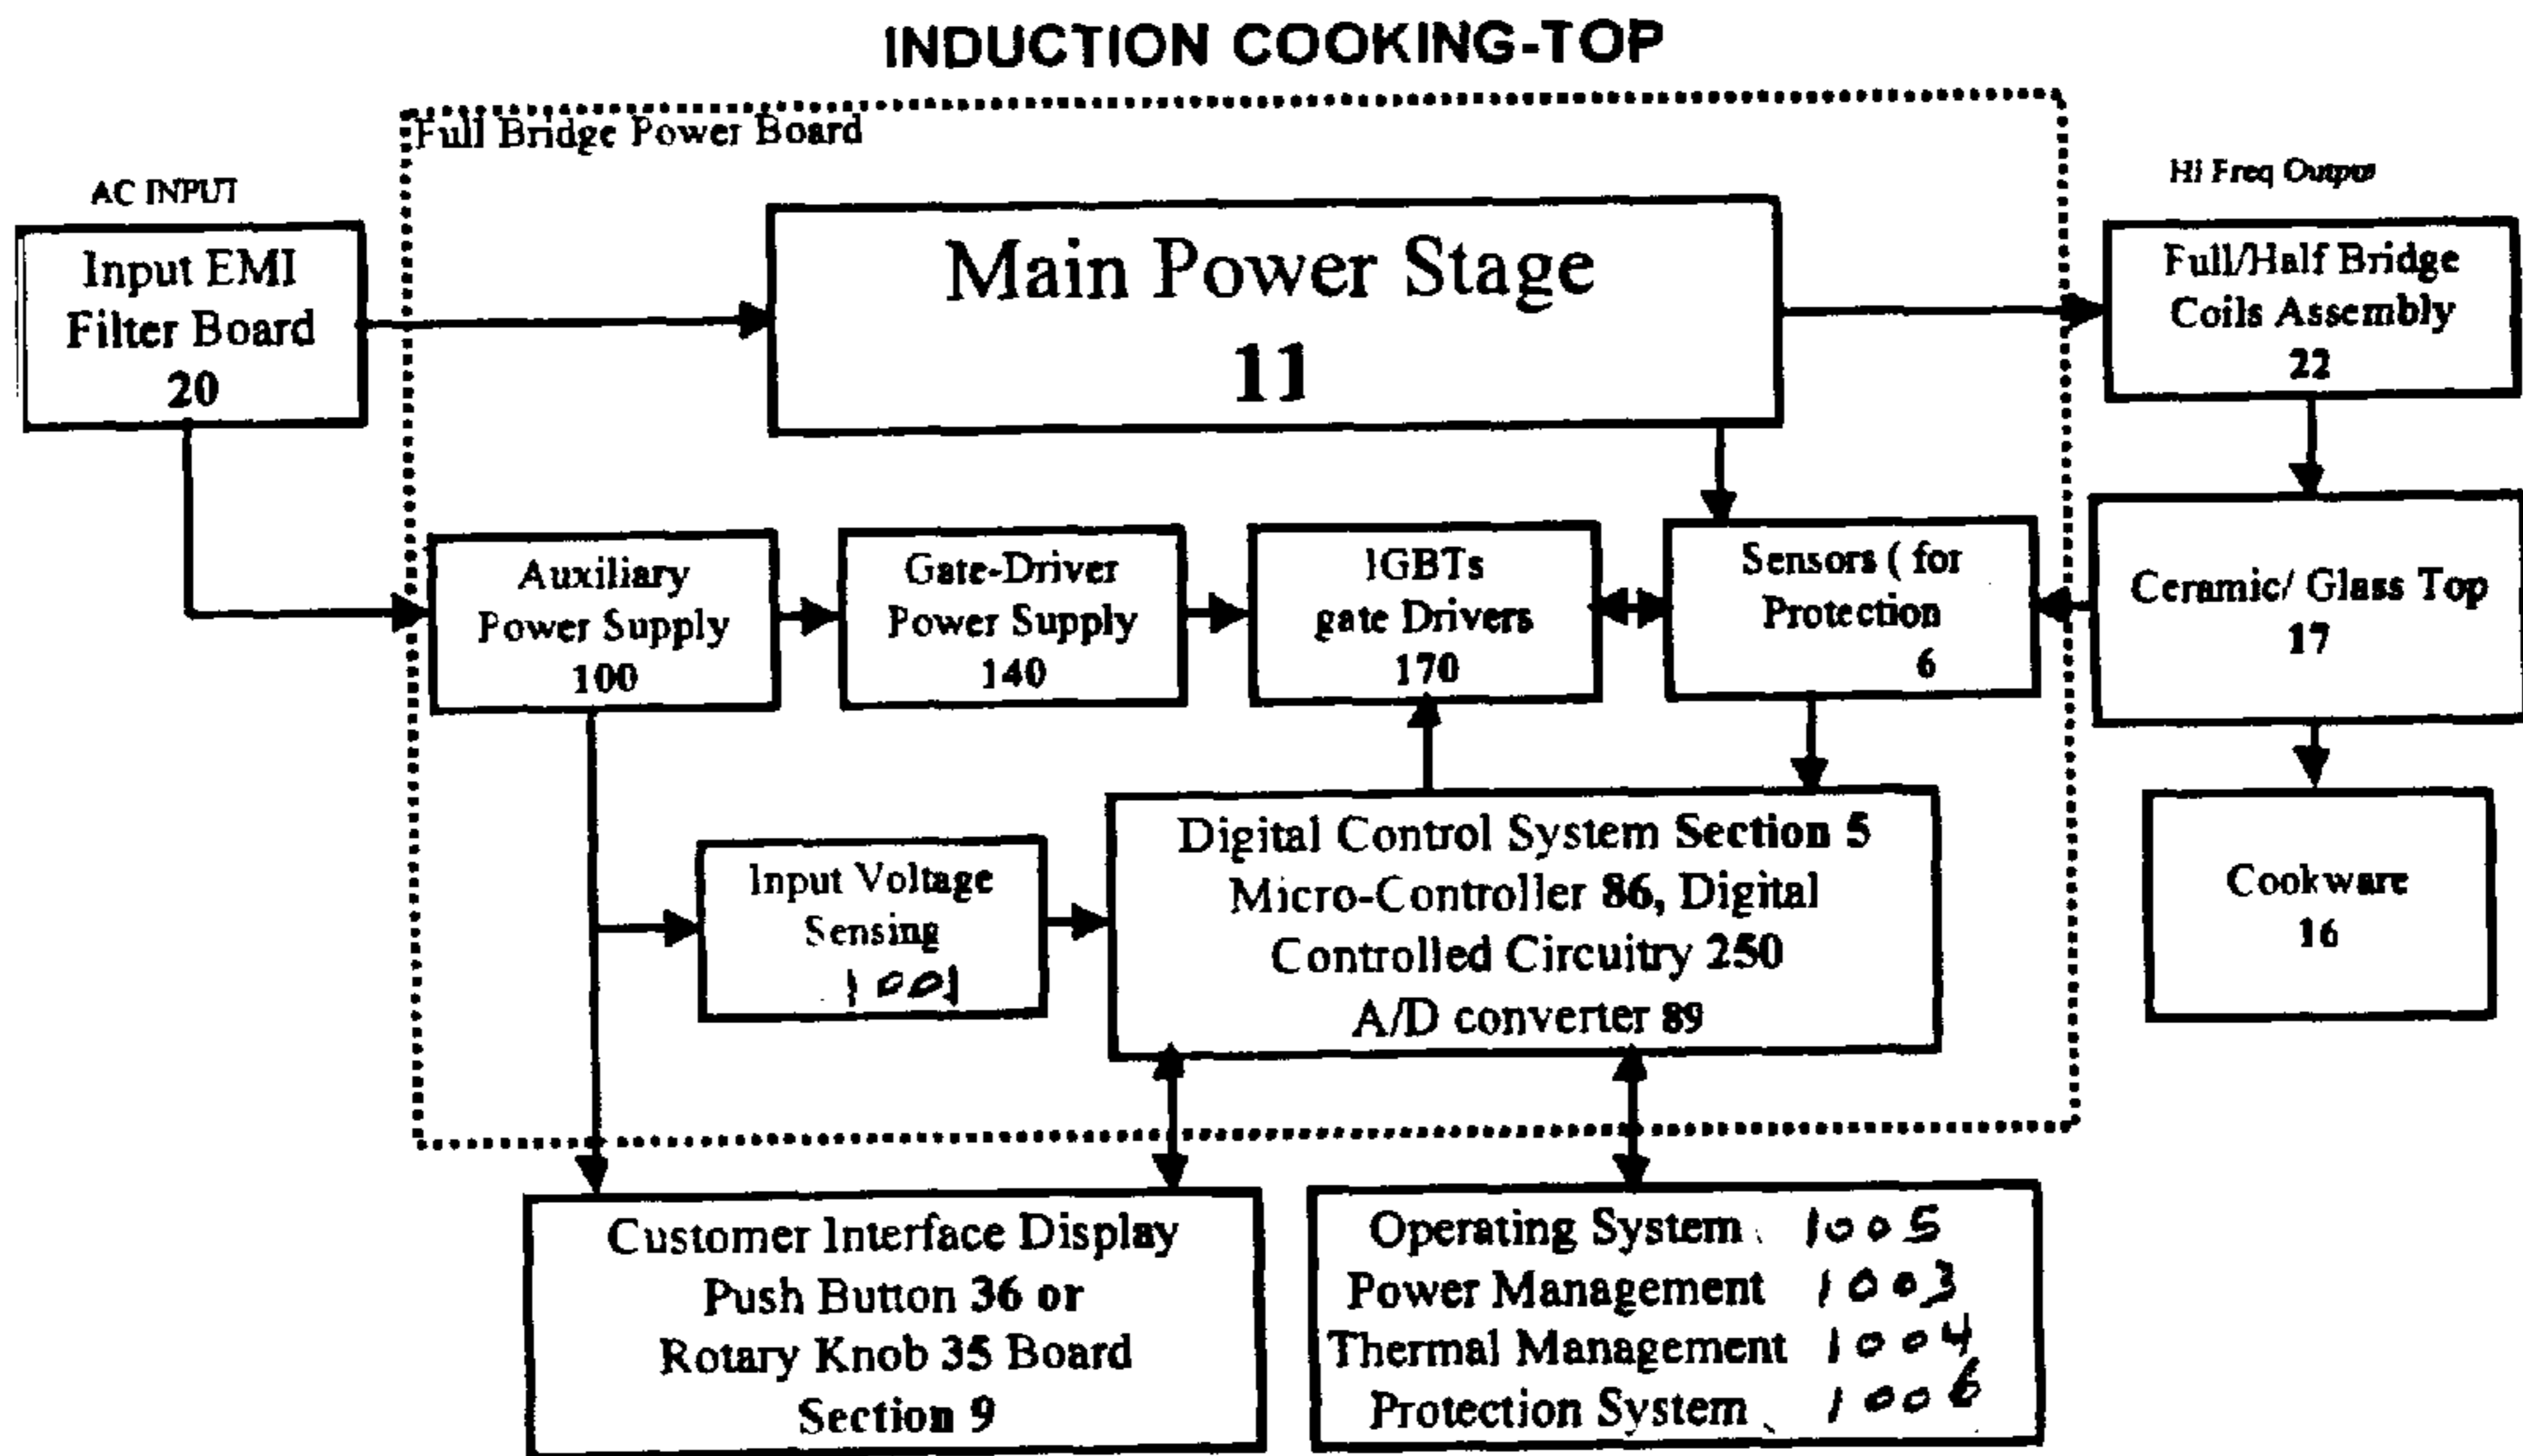 INDUCTION COOKING-TOP
Full Bridge Power Board
AC INPUT
Input EMI
Filter Board
20
Main Power Stage
11
Hi Freq Output
Full/Half Bridge
Coils Assembly
22
Auxiliary
Power Supply
100
Gate-Driver
Power Supply
140
IGBTs
gate Drivers
170
Sensors ( for
Protection
6
Ceramic/ Glass Top
17
Input Voltage
Sensing
1001
Digital Control System Section 5
Micro-Controller 86, Digital
Controlled Circuitry 250
A/D converter 89
Cookware
16
Customer Interface Display
Push Button 36 or
Rotary Knob 35 Board
Section 9
Operating System 1005
Power Management 1003
Thermal Management 1004
Protection System 1006